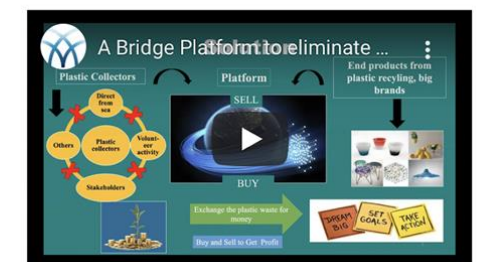 A Bridge Platform to eliminate ...
Solution
Plastic Collectors
Platform
End products from
plastic recyling, big
brands
SELL
Direct
from
sea
Others
Plastic
collectors
Volunt-
eer
activity
Stakeholders
BUY
Exchange the plastic waste for
money
Buy and Sell to Get Profit
DREAM
BIG
SET
GOALS
TAKE
ACTION